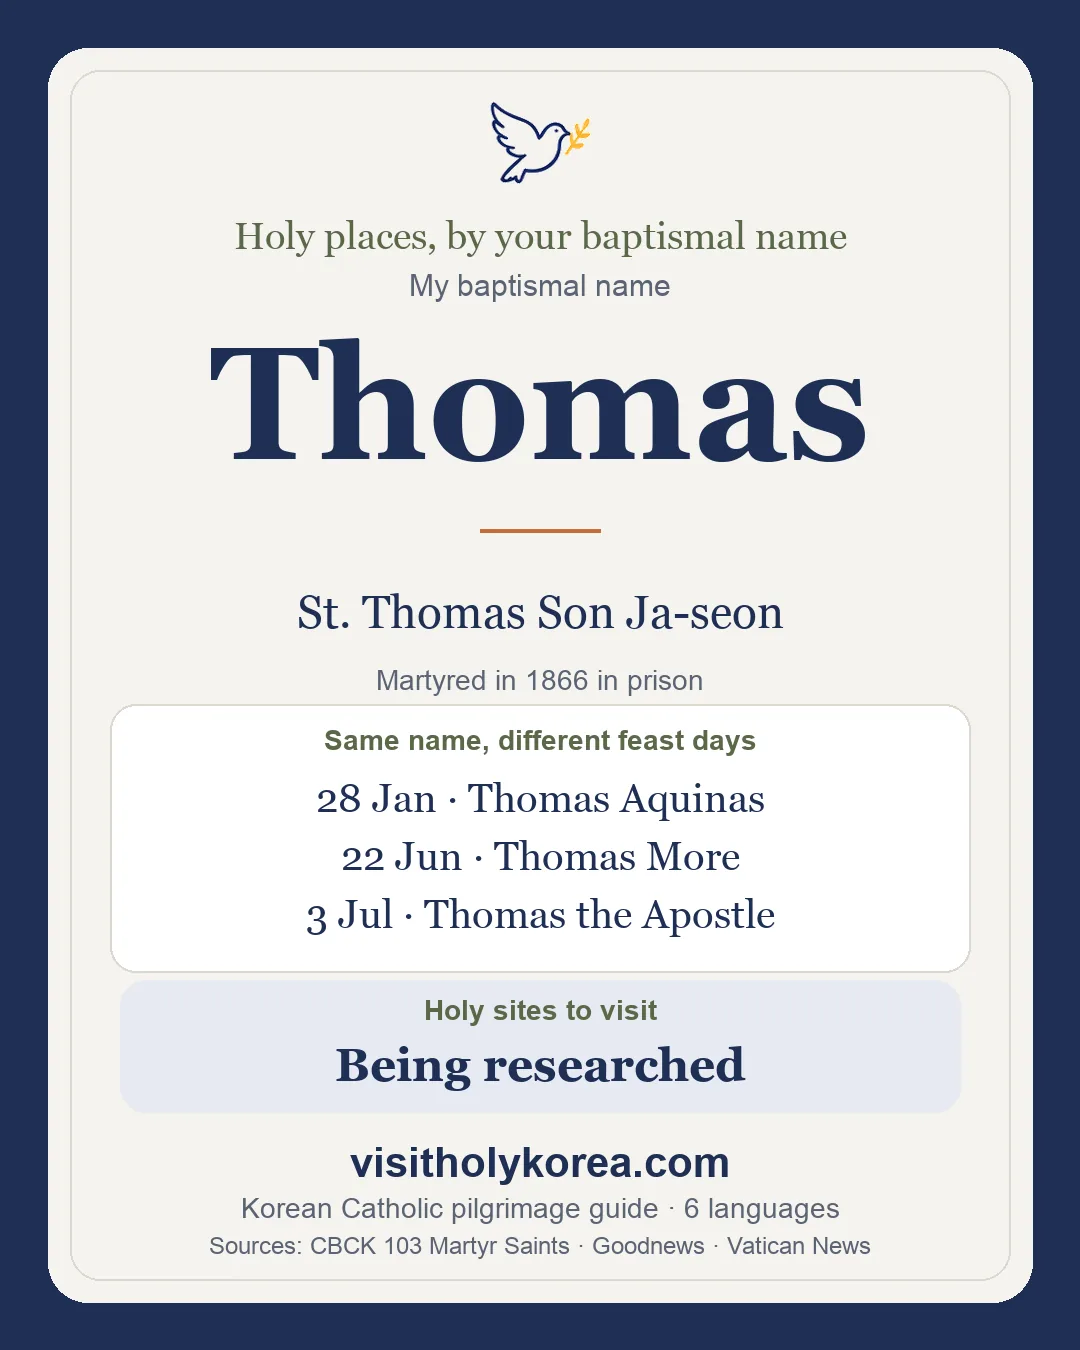 Holy places, by your baptismal name
My baptismal name
Thomas
St. Thomas Son Ja-seon
Martyred in 1866 in prison
Same name, different feast days
28 Jan · Thomas Aquinas
22 Jun · Thomas More
3 Jul · Thomas the Apostle
Holy sites to visit
Being researched
visitholykorea.com
Korean Catholic pilgrimage guide · 6 languages
Sources: CBCK 103 Martyr Saints · Goodnews · Vatican News